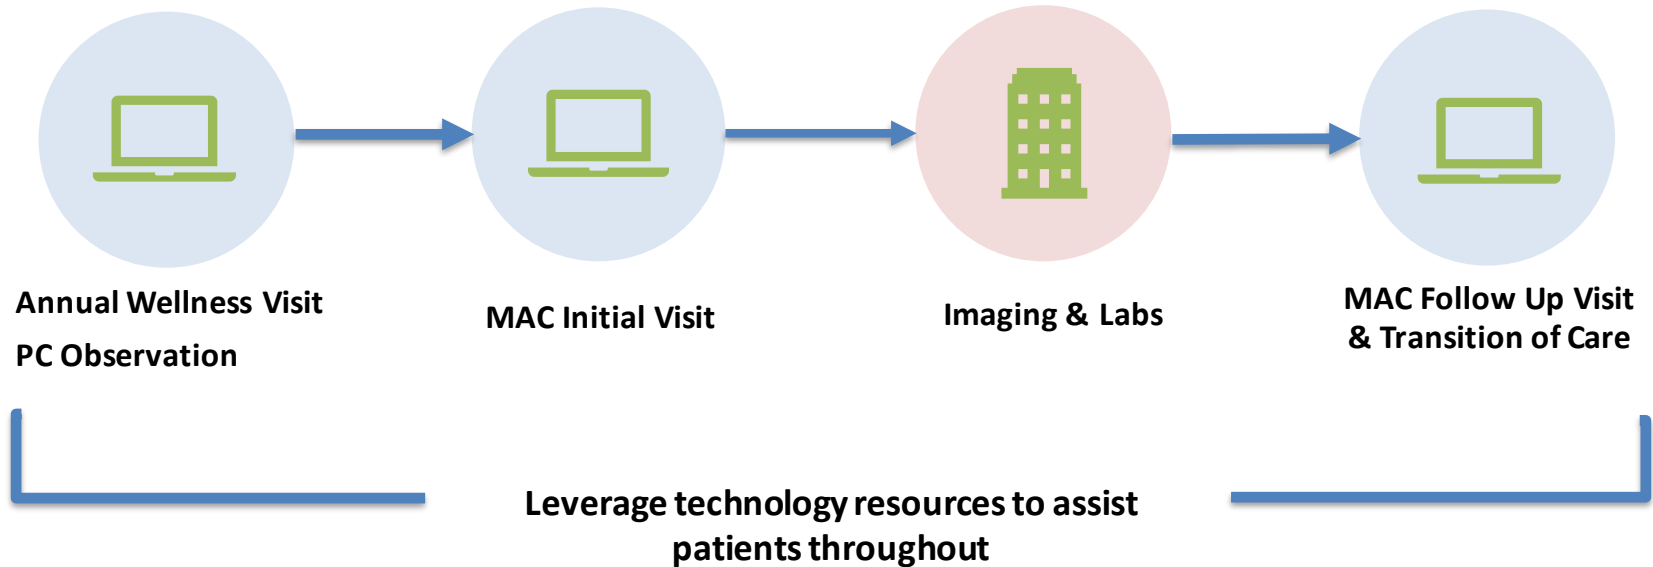 Annual Wellness Visit
PC Observation
MAC Initial Visit
Imaging & Labs
MAC Follow Up Visit
& Transition of Care
Leverage technology resources to assist
patients throughout